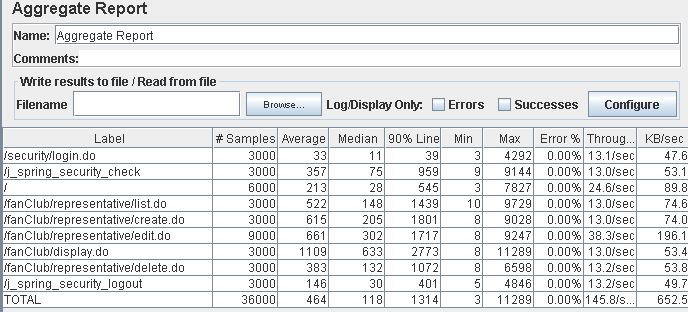 Aggregate Report
Name: Aggregate Report
Comments:
Write results to file / Read from file
Filename Browse... Log/Display Only: Errors Successes Configure
Label # Samples Average Median 90% Line Min Max Error % Throug... KB/sec
/security/login.do 3000 33 11 39 3 4292 0.00% 13.1/sec 47.6
/j_spring_security_check 3000 357 75 959 9 9144 0.00% 13.0/sec 53.1
/ 6000 213 28 545 3 7827 0.00% 24.6/sec 89.8
/fanClub/representative/list.do 3000 522 148 1439 10 9729 0.00% 13.0/sec 74.6
/fanClub/representative/create.do 3000 615 205 1801 8 9028 0.00% 13.0/sec 74.0
/fanClub/representative/edit.do 9000 661 302 1717 8 9247 0.00% 38.3/sec 196.1
/fanClub/display.do 3000 1109 633 2773 8 11289 0.00% 13.0/sec 53.4
/fanClub/representative/delete.do 3000 383 132 1072 8 6598 0.00% 13.2/sec 53.8
/j_spring_security_logout 3000 146 30 401 5 4846 0.00% 13.2/sec 49.7
TOTAL 36000 464 118 1314 3 11289 0.00% 145.8/s... 652.5